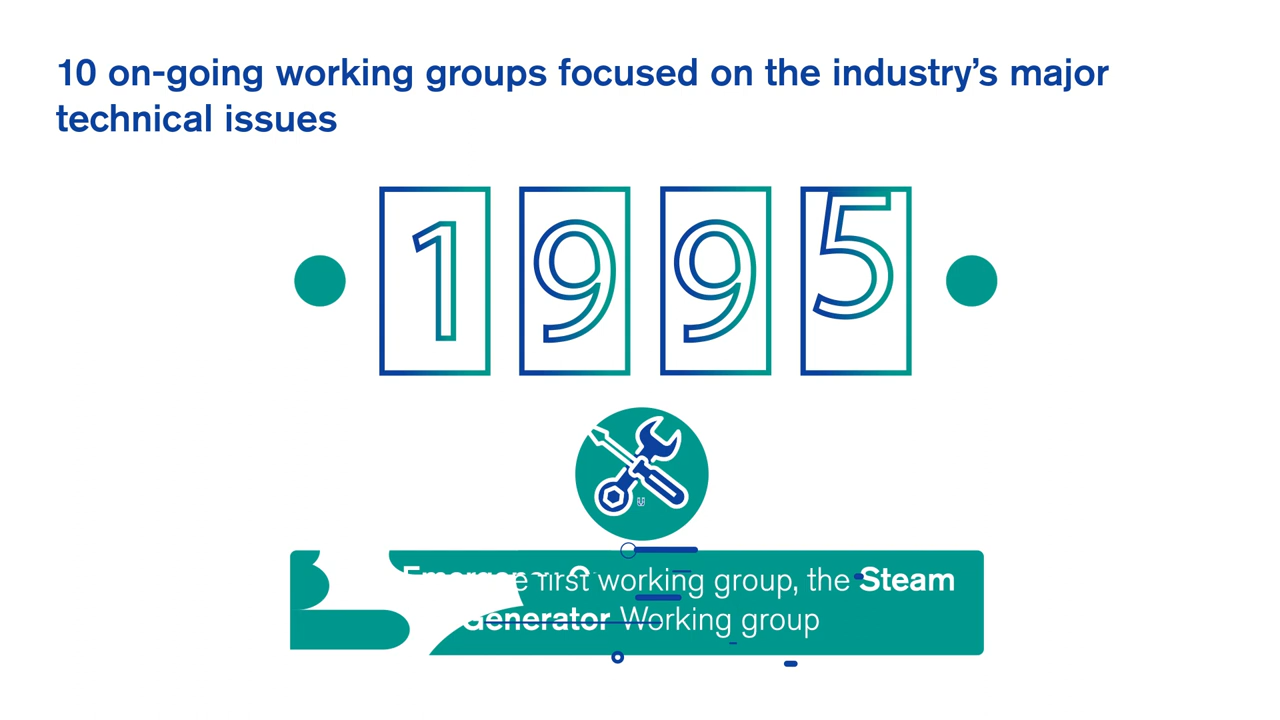 10 on-going working groups focused on the industry’s major
technical issues
1995
first working group, the Steam
Generator Working group